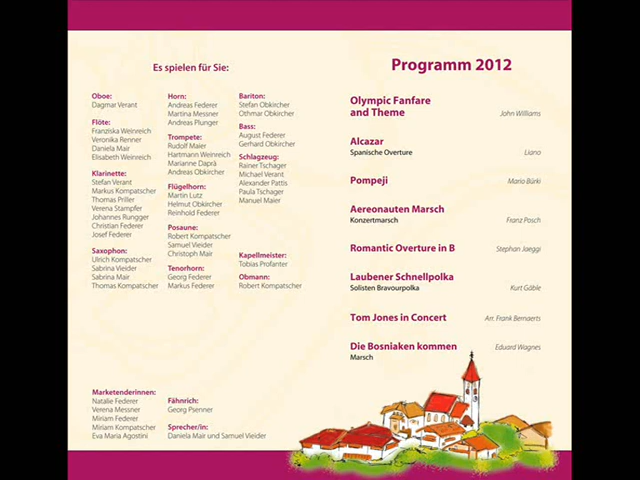 Es spielen für Sie:
Oboe:
Dagmar Verant
Flöte:
Franziska Weinreich
Veronika Renner
Daniela Mair
Elisabeth Weinreich
Klarinette:
Stefan Verant
Markus Kompatscher
Thomas Priller
Verena Stampfer
Johannes Rungger
Christian Federer
Josef Federer
Saxophon:
Ulrich Kompatscher
Sabrina Vieider
Sabrina Mair
Thomas Kompatscher
Horn:
Andreas Federer
Martina Messner
Andreas Plunger
Trompete:
Rudolf Maier
Hartmann Weinreich
Marianne Daprà
Andreas Obkircher
Flügelhorn:
Martin Lutz
Helmut Obkircher
Reinhold Federer
Posaune:
Robert Kompatscher
Samuel Vieider
Christoph Mair
Tenorhorn:
Georg Federer
Markus Federer
Bariton:
Stefan Obkircher
Othmar Obkircher
Bass:
August Federer
Gerhard Obkircher
Schlagzeug:
Rainer Tschager
Michael Verant
Alexander Pattis
Paula Tschager
Manuel Maier
Kapellmeister:
Tobias Profanter
Obmann:
Robert Kompatscher
Marketenderinnen:
Natalie Federer
Verena Messner
Miriam Federer
Miriam Kompatscher
Eva Maria Agostini
Fähnrich:
Georg Psenner
Sprecher/in:
Daniela Mair und Samuel Vieider
Programm 2012
Olympic Fanfare
and Theme John Williams
Alcazar
Spanische Overture Liano
Pompeji Mario Bürki
Aereonauten Marsch
Konzertmarsch Franz Posch
Romantic Overture in B Stephan Jaeggi
Laubener Schnellpolka
Solisten Bravourpolka Kurt Gäble
Tom Jones in Concert Arr. Frank Bernaerts
Die Bosniaken kommen Eduard Wagnes
Marsch